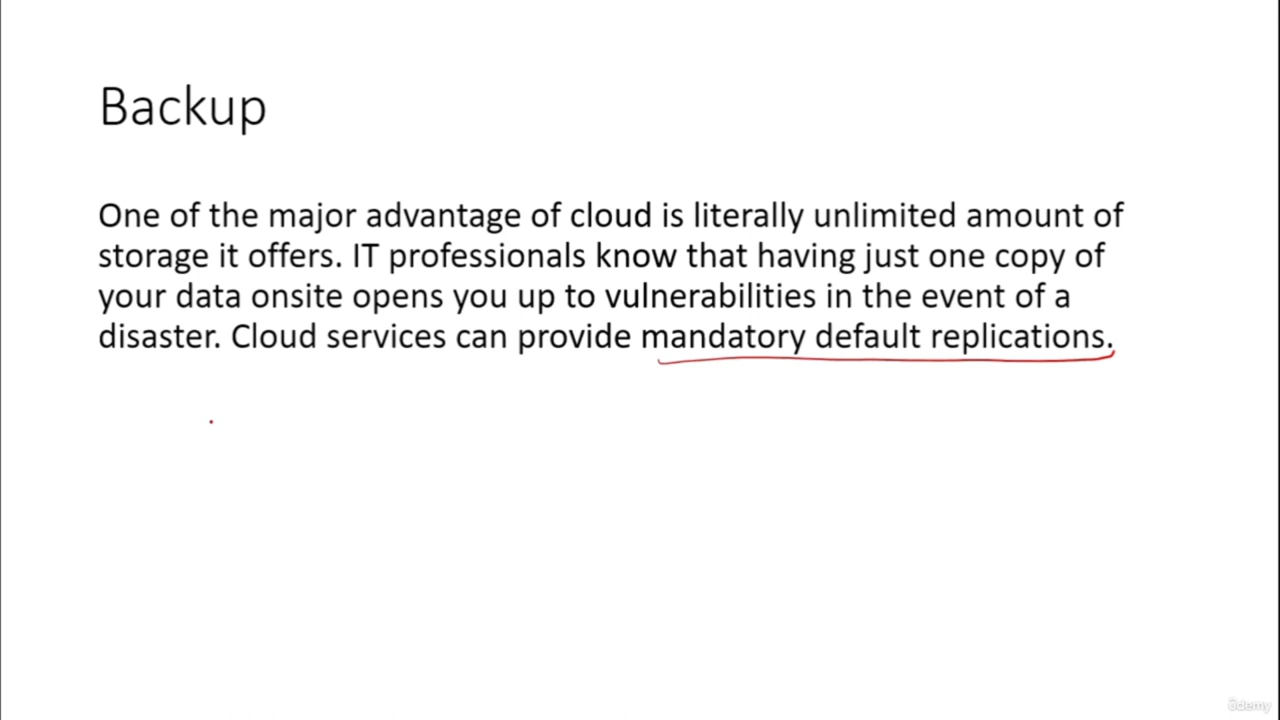 Backup
One of the major advantage of cloud is literally unlimited amount of
storage it offers. IT professionals know that having just one copy of
your data onsite opens you up to vulnerabilities in the event of a
disaster. Cloud services can provide mandatory default replications.
ûdemy